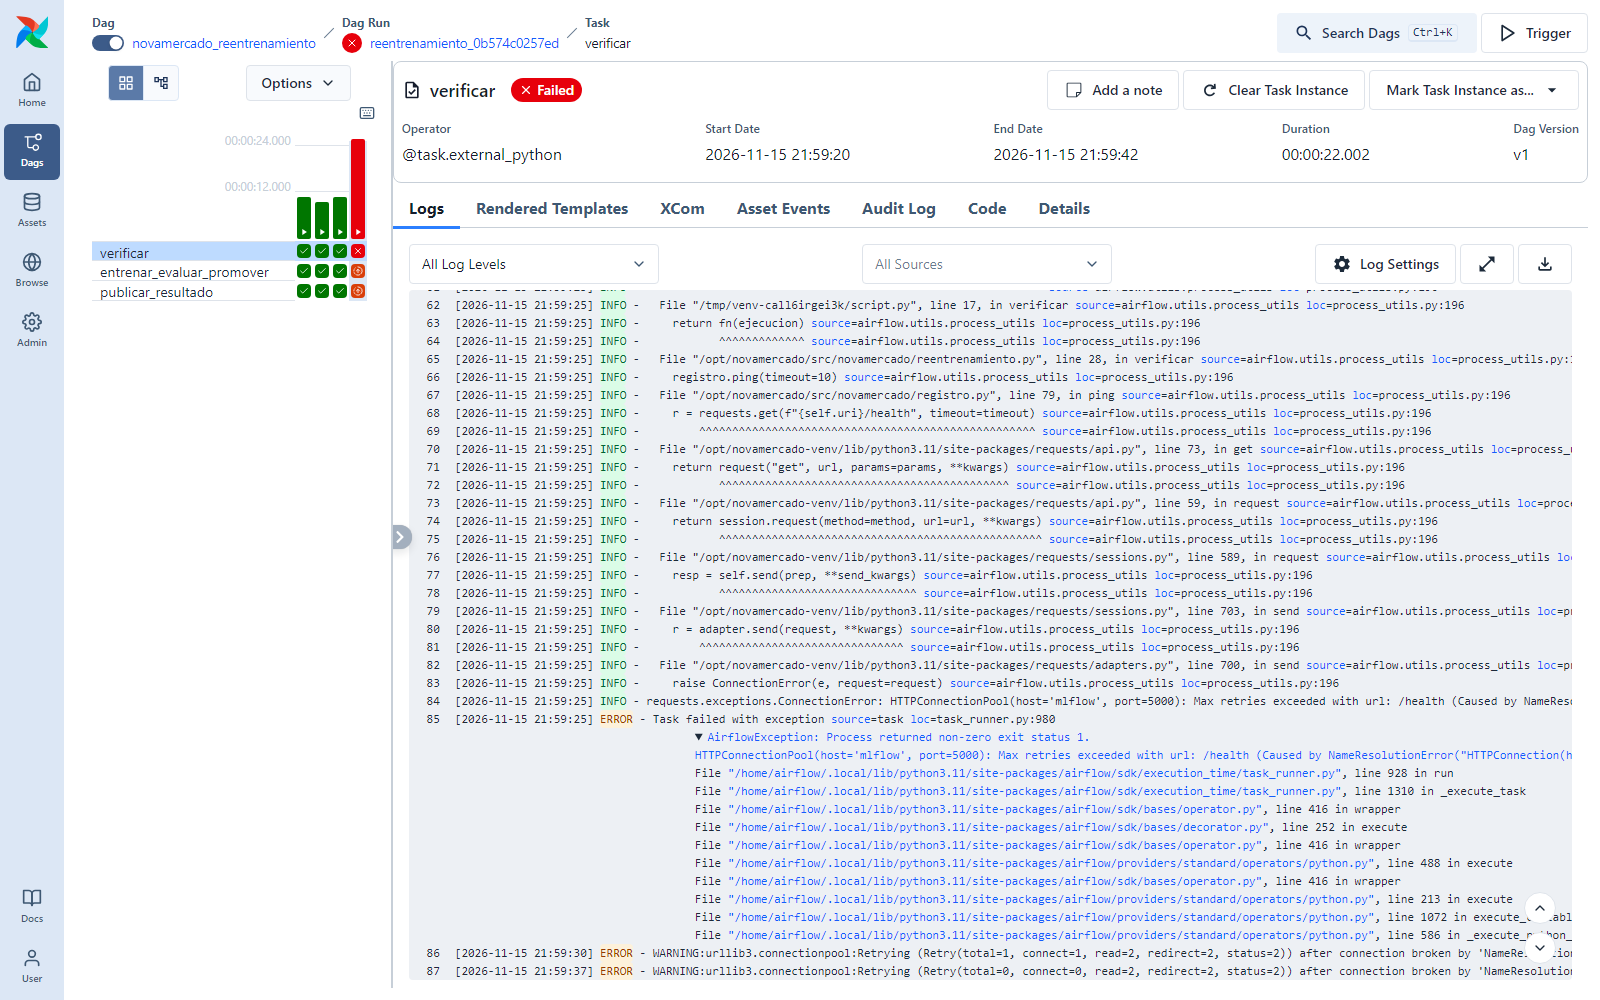 Dag
novamercado_reentrenamiento
Dag Run
reentrenamiento_0b574c0257ed
Task
verificar
Search Dags Ctrl+K
Trigger
Home
Dags
Assets
Browse
Admin
Docs
User
Options
00:00:24.000
00:00:12.000
verificar
entrenar_evaluar_promover
publicar_resultado
verificar
Failed
Add a note
Clear Task Instance
Mark Task Instance as...
Operator
@task.external_python
Start Date
2026-11-15 21:59:20
End Date
2026-11-15 21:59:42
Duration
00:00:22.002
Dag Version
v1
Logs Rendered Templates XCom Asset Events Audit Log Code Details
All Log Levels
All Sources
Log Settings
62 [2026-11-15 21:59:25] INFO - File "/tmp/venv-call6irgei3k/script.py", line 17, in verificar source=airflow.utils.process_utils loc=process_utils.py:196
63 [2026-11-15 21:59:25] INFO - return fn(ejecucion) source=airflow.utils.process_utils loc=process_utils.py:196
64 [2026-11-15 21:59:25] INFO - ^^^^^^^^^^^^^ source=airflow.utils.process_utils loc=process_utils.py:196
65 [2026-11-15 21:59:25] INFO - File "/opt/novamercado/src/novamercado/reentrenamiento.py", line 28, in verificar source=airflow.utils.process_utils loc=process_utils.py:1
66 [2026-11-15 21:59:25] INFO - registro.ping(timeout=10) source=airflow.utils.process_utils loc=process_utils.py:196
67 [2026-11-15 21:59:25] INFO - File "/opt/novamercado/src/novamercado/registro.py", line 79, in ping source=airflow.utils.process_utils loc=process_utils.py:196
68 [2026-11-15 21:59:25] INFO - r = requests.get(f"{self.uri}/health", timeout=timeout) source=airflow.utils.process_utils loc=process_utils.py:196
69 [2026-11-15 21:59:25] INFO - ^^^^^^^^^^^^^^^^^^^^^^^^^^^^^^^^^^^^^^^^^^^^^^^^^^^ source=airflow.utils.process_utils loc=process_utils.py:196
70 [2026-11-15 21:59:25] INFO - File "/opt/novamercado-venv/lib/python3.11/site-packages/requests/api.py", line 73, in get source=airflow.utils.process_utils loc=process_
71 [2026-11-15 21:59:25] INFO - return request("get", url, params=params, **kwargs) source=airflow.utils.process_utils loc=process_utils.py:196
72 [2026-11-15 21:59:25] INFO - ^^^^^^^^^^^^^^^^^^^^^^^^^^^^^^^^^^^^^^^^^^^^ source=airflow.utils.process_utils loc=process_utils.py:196
73 [2026-11-15 21:59:25] INFO - File "/opt/novamercado-venv/lib/python3.11/site-packages/requests/api.py", line 59, in request source=airflow.utils.process_utils loc=proce
74 [2026-11-15 21:59:25] INFO - return session.request(method=method, url=url, **kwargs) source=airflow.utils.process_utils loc=process_utils.py:196
75 [2026-11-15 21:59:25] INFO - ^^^^^^^^^^^^^^^^^^^^^^^^^^^^^^^^^^^^^^^^^^^^^^^^^ source=airflow.utils.process_utils loc=process_utils.py:196
76 [2026-11-15 21:59:25] INFO - File "/opt/novamercado-venv/lib/python3.11/site-packages/requests/sessions.py", line 589, in request source=airflow.utils.process_utils lo
77 [2026-11-15 21:59:25] INFO - resp = self.send(prep, **send_kwargs) source=airflow.utils.process_utils loc=process_utils.py:196
78 [2026-11-15 21:59:25] INFO - ^^^^^^^^^^^^^^^^^^^^^^^^^^^^^^ source=airflow.utils.process_utils loc=process_utils.py:196
79 [2026-11-15 21:59:25] INFO - File "/opt/novamercado-venv/lib/python3.11/site-packages/requests/sessions.py", line 703, in send source=airflow.utils.process_utils loc=pr
80 [2026-11-15 21:59:25] INFO - r = adapter.send(request, **kwargs) source=airflow.utils.process_utils loc=process_utils.py:196
81 [2026-11-15 21:59:25] INFO - ^^^^^^^^^^^^^^^^^^^^^^^^^^^^^^^ source=airflow.utils.process_utils loc=process_utils.py:196
82 [2026-11-15 21:59:25] INFO - File "/opt/novamercado-venv/lib/python3.11/site-packages/requests/adapters.py", line 700, in send source=airflow.utils.process_utils loc=pr
83 [2026-11-15 21:59:25] INFO - raise ConnectionError(e, request=request) source=airflow.utils.process_utils loc=process_utils.py:196
84 [2026-11-15 21:59:25] INFO - requests.exceptions.ConnectionError: HTTPConnectionPool(host='mlflow', port=5000): Max retries exceeded with url: /health (Caused by NameRes
85 [2026-11-15 21:59:25] ERROR - Task failed with exception source=task loc=task_runner.py:980
▼ AirflowException: Process returned non-zero exit status 1.
HTTPConnectionPool(host='mlflow', port=5000): Max retries exceeded with url: /health (Caused by NameResolutionError("HTTPConnection(h
File "/home/airflow/.local/lib/python3.11/site-packages/airflow/sdk/execution_time/task_runner.py", line 928 in run
File "/home/airflow/.local/lib/python3.11/site-packages/airflow/sdk/execution_time/task_runner.py", line 1310 in _execute_task
File "/home/airflow/.local/lib/python3.11/site-packages/airflow/sdk/bases/operator.py", line 416 in wrapper
File "/home/airflow/.local/lib/python3.11/site-packages/airflow/sdk/bases/decorator.py", line 252 in execute
File "/home/airflow/.local/lib/python3.11/site-packages/airflow/sdk/bases/operator.py", line 416 in wrapper
File "/home/airflow/.local/lib/python3.11/site-packages/airflow/providers/standard/operators/python.py", line 488 in execute
File "/home/airflow/.local/lib/python3.11/site-packages/airflow/sdk/bases/operator.py", line 416 in wrapper
File "/home/airflow/.local/lib/python3.11/site-packages/airflow/providers/standard/operators/python.py", line 213 in execute
File "/home/airflow/.local/lib/python3.11/site-packages/airflow/providers/standard/operators/python.py", line 1072 in
File "/home/airflow/.local/lib/python3.11/site-packages/airflow/providers/standard/operators/python.py", line 586 in
86 [2026-11-15 21:59:30] ERROR - WARNING:urllib3.connectionpool:Retrying (Retry(total=1, connect=1, read=2, redirect=2, status=2)) after connection broken by 'NameResolution
87 [2026-11-15 21:59:37] ERROR - WARNING:urllib3.connectionpool:Retrying (Retry(total=0, connect=0, read=2, redirect=2, status=2)) after connection broken by 'NameResolution